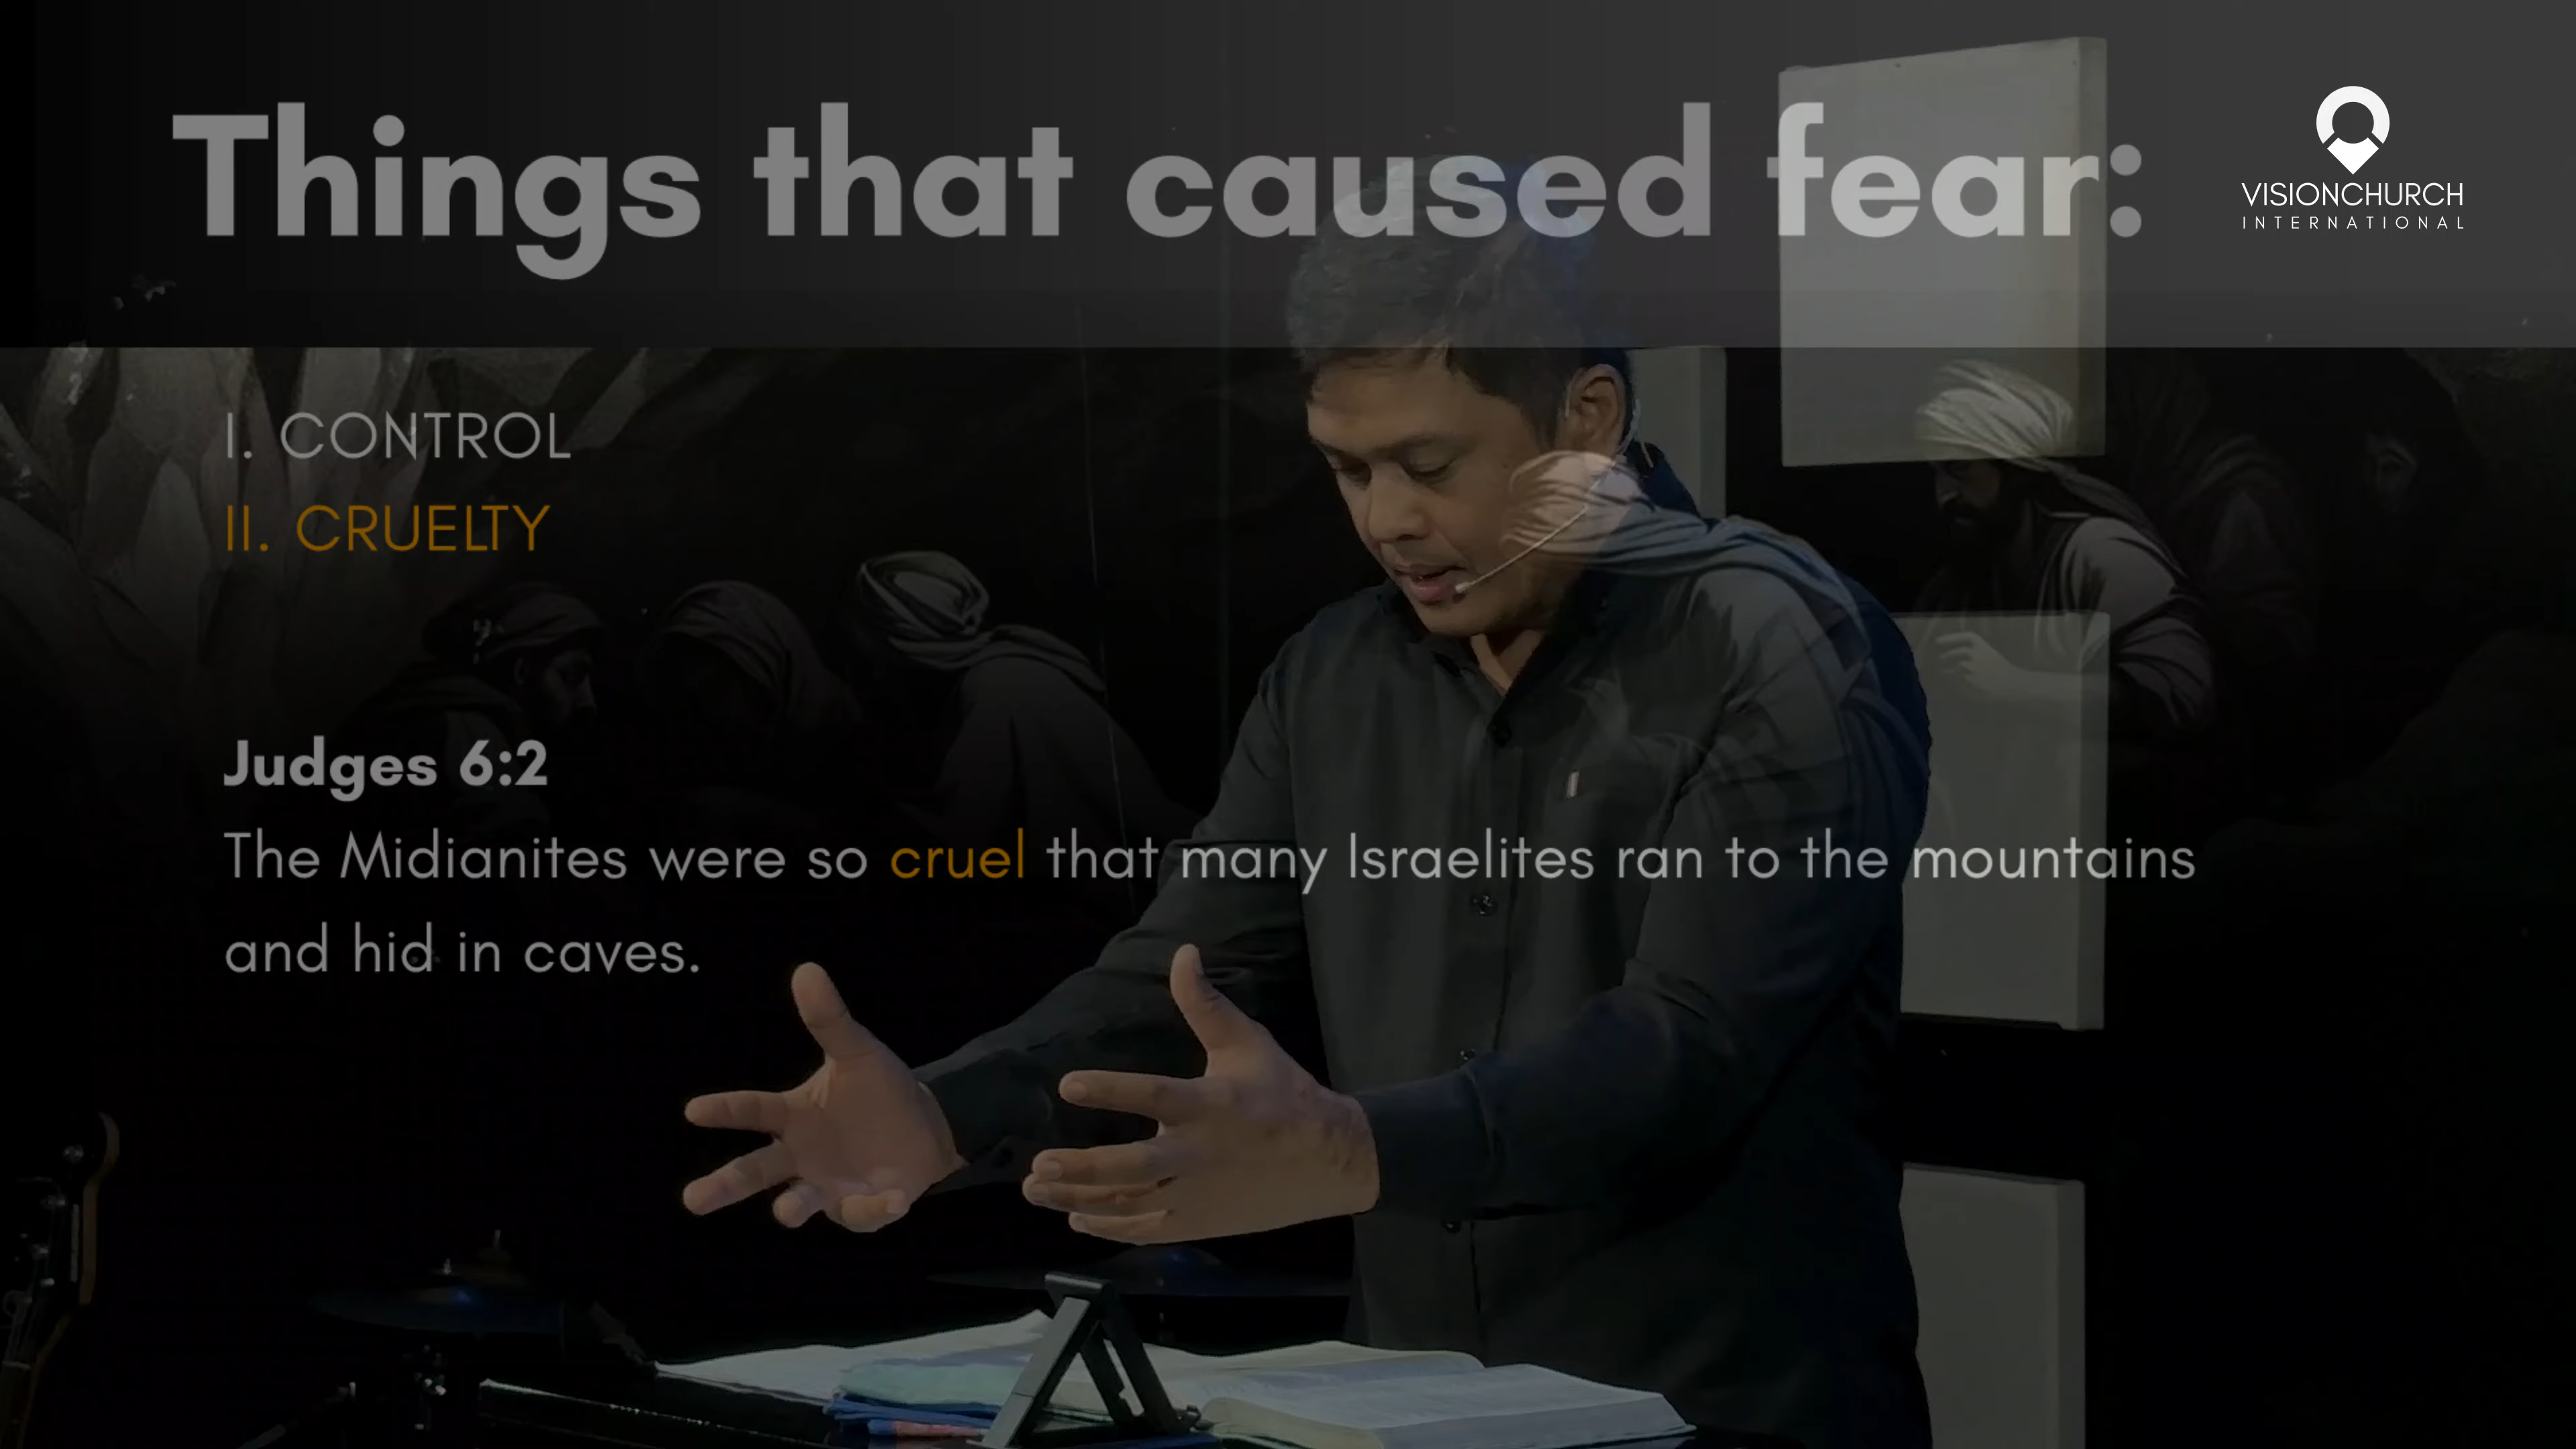 Things that caused fear:
VISIONCHURCH
INTERNATIONAL
I. CONTROL
II. CRUELTY
Judges 6:2
The Midianites were so cruel that many Israelites ran to the mountains
and hid in caves.